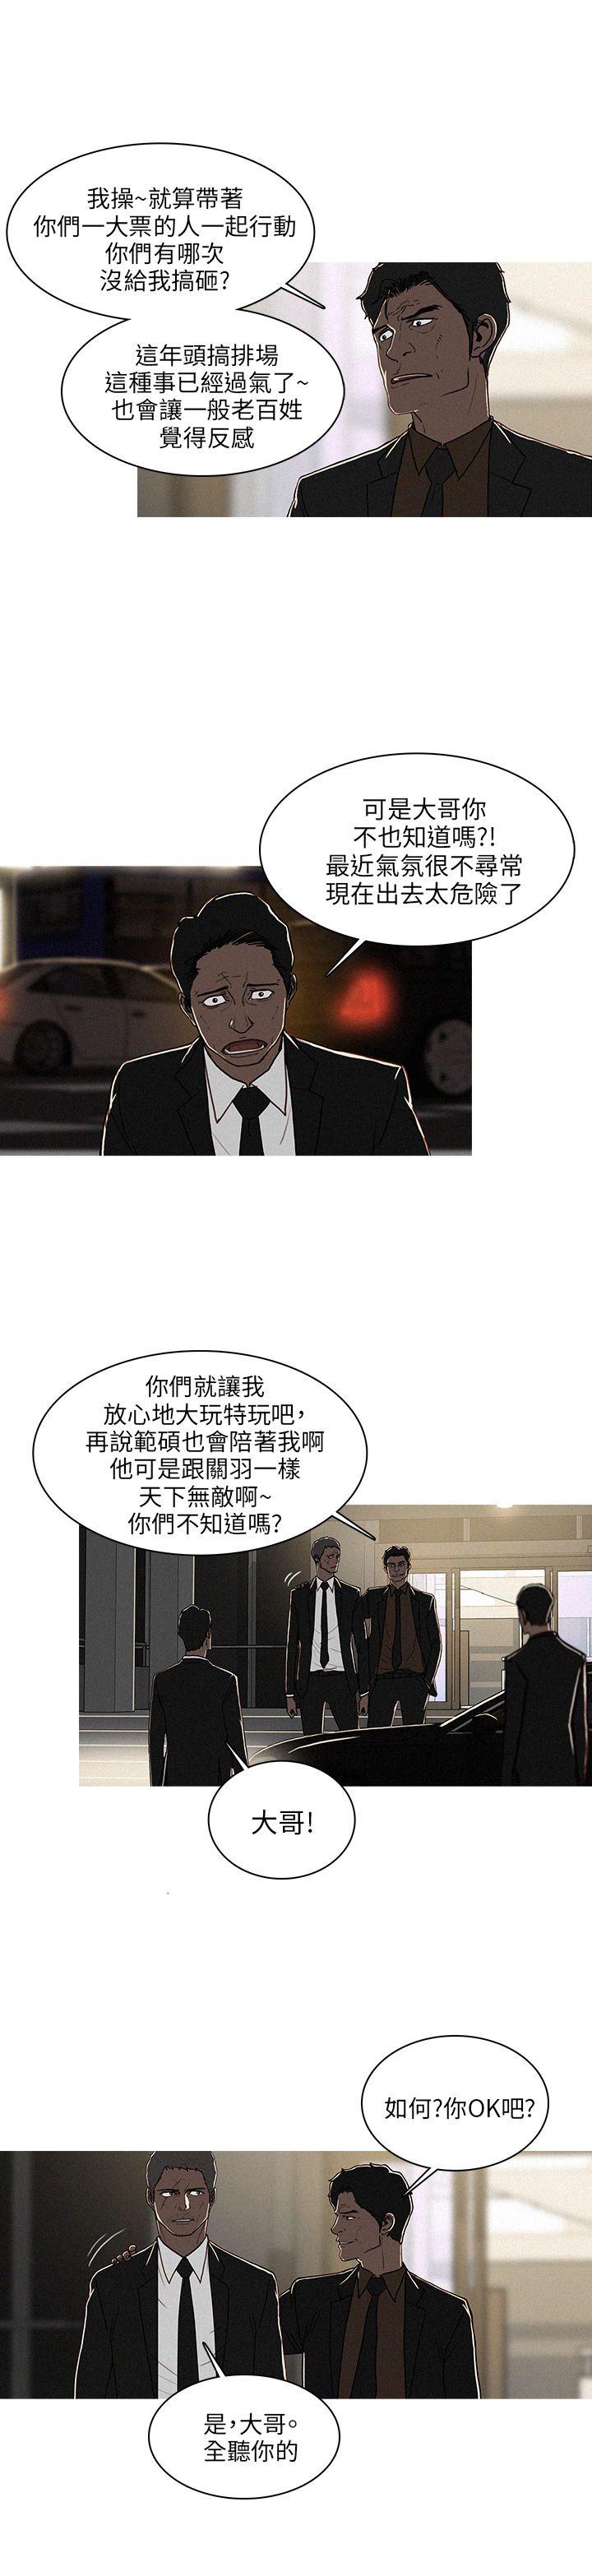 我操~就算帶著
你們一大票的人一起行動
你們有哪次
沒給我搞砸?
這年頭搞排場
這種事已經過氣了~
也會讓一般老百姓
覺得反感
可是大哥你
不也知道嗎?!
最近氣氛很不尋常
現在出去太危險了
你們就讓我
放心地大玩特玩吧,
再說範碩也會陪著我啊
他可是跟關羽一樣
天下無敵啊~
你們不知道嗎?
大哥!
如何?你OK吧?
是,大哥。
全聽你的